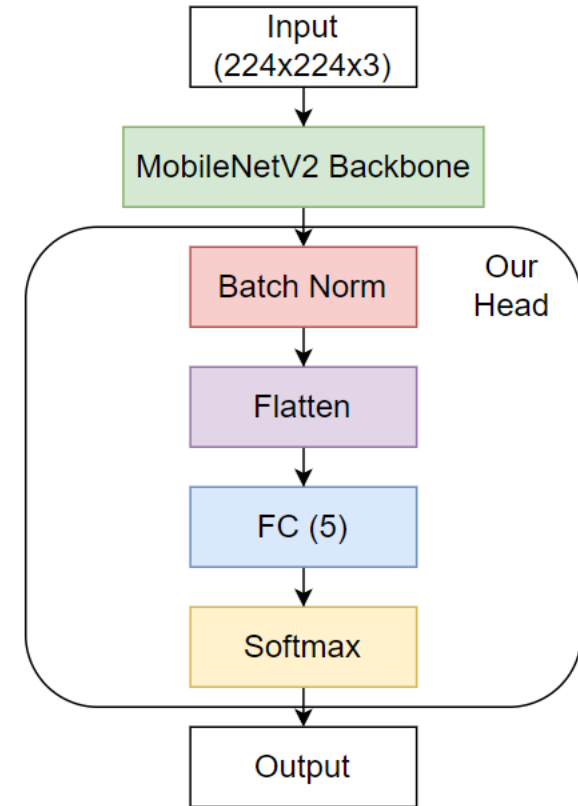 Input
(224x224x3)
MobileNetV2 Backbone
Our
Head
Batch Norm
Flatten
FC (5)
Softmax
Output